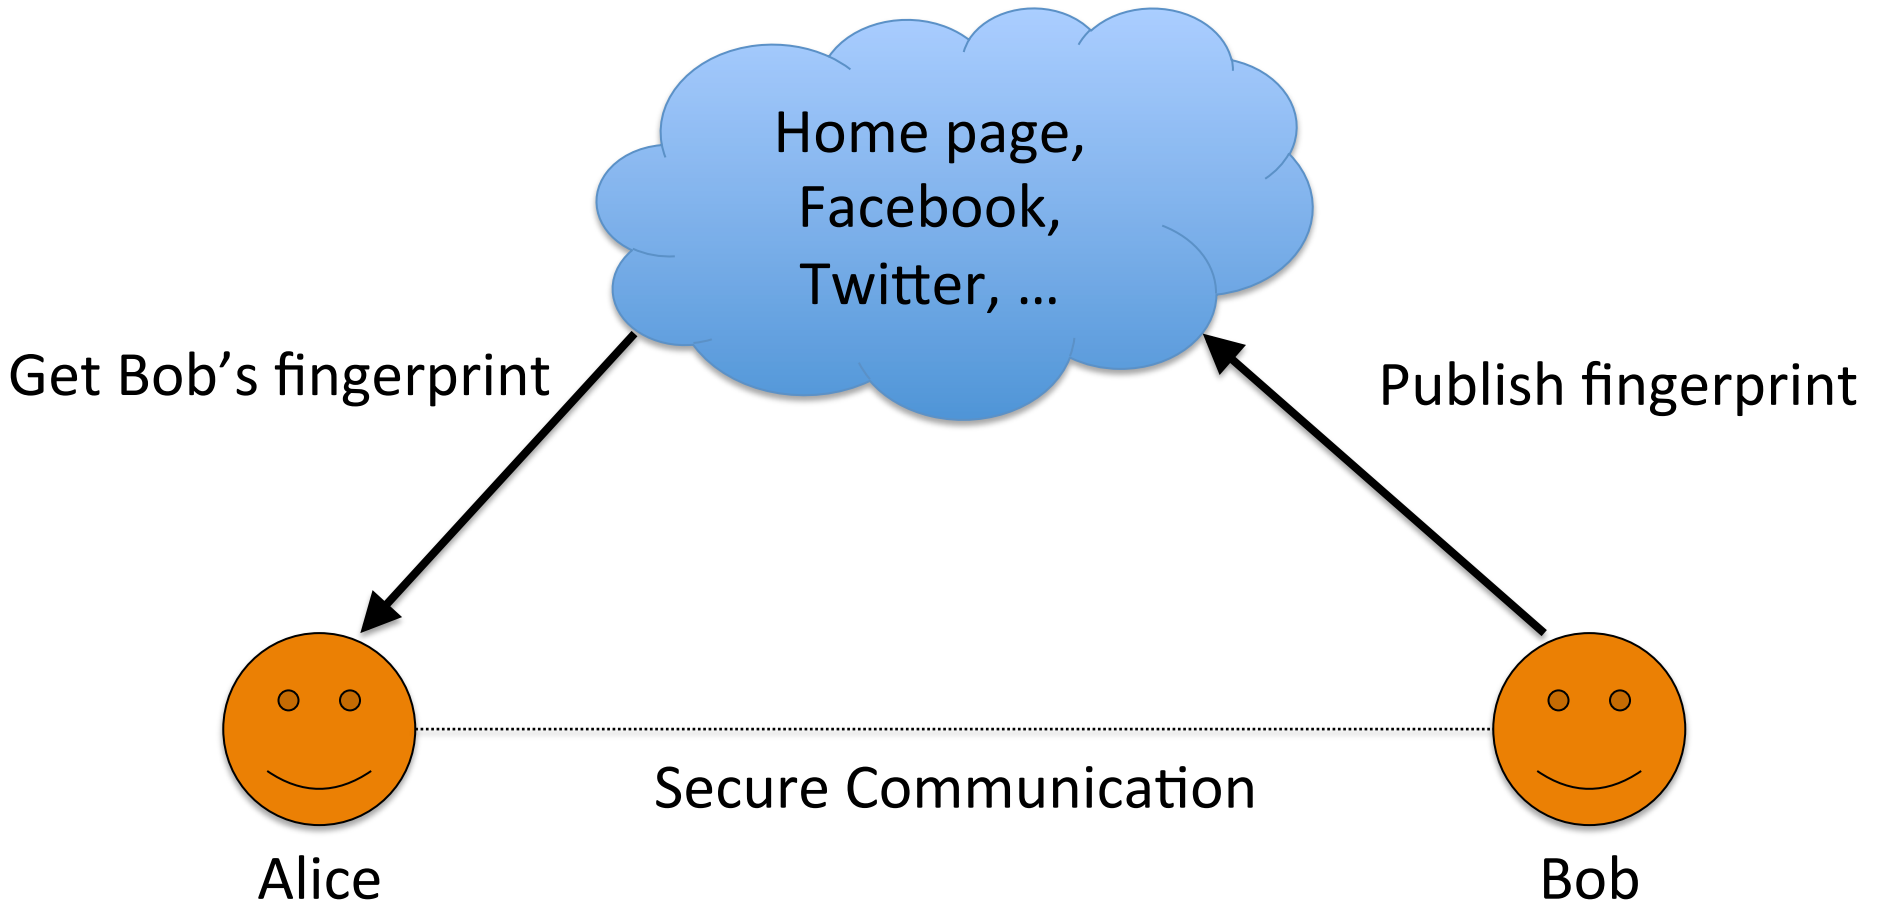 Home page,
Facebook,
Twitter, ...
Get Bob’s fingerprint
Publish fingerprint
Secure Communication
Alice
Bob